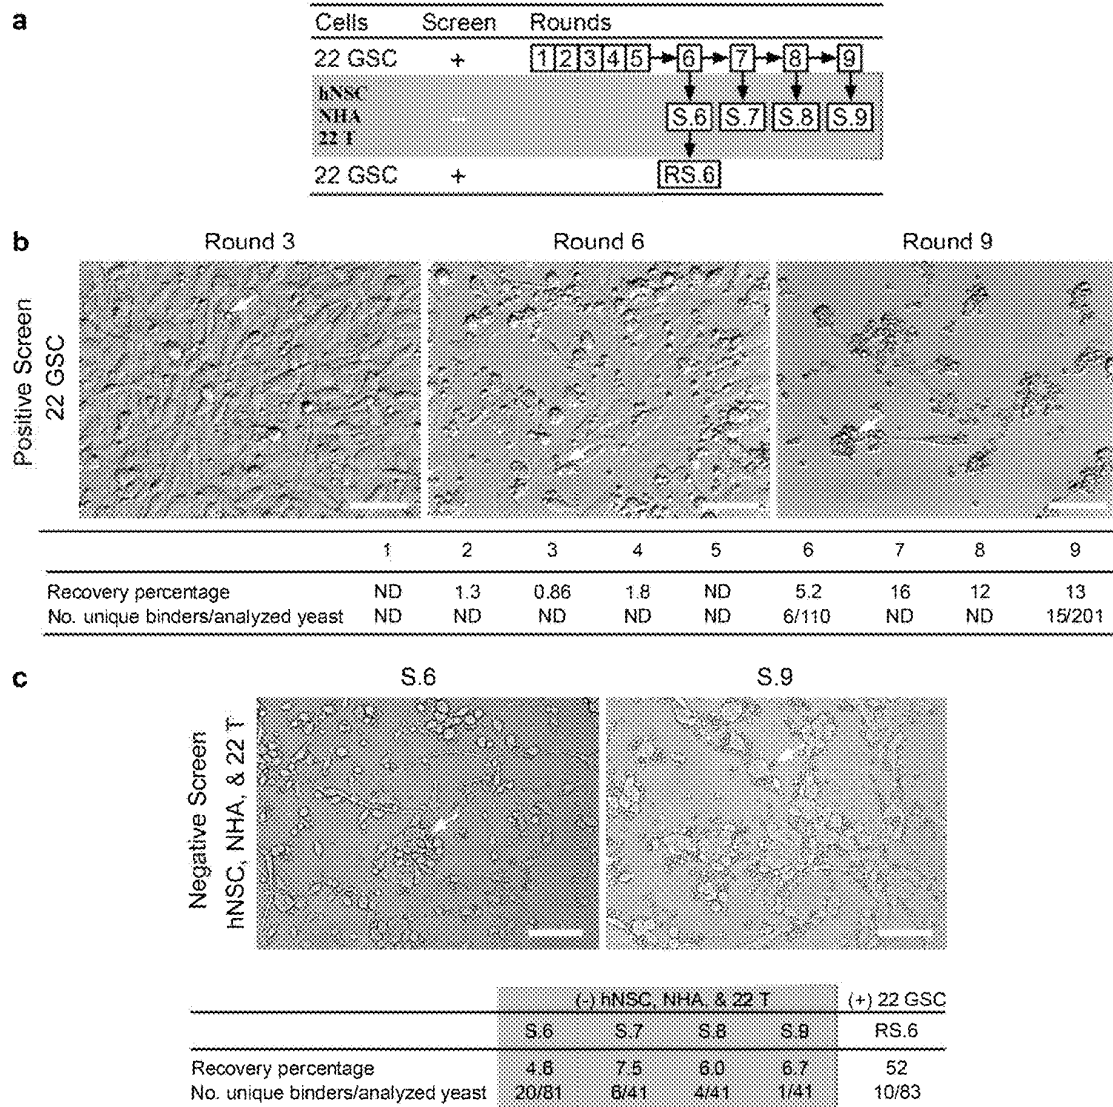 a
Cells Screen Rounds
22 GSC + 1 2 3 4 5 6 7 8 9
hNSC
NHA - S.6 S.7 S.8 S.9
22 T
22 GSC + RS.6
b
Round 3 Round 6 Round 9
Positive Screen
22 GSC
1 2 3 4 5 6 7 8 9
Recovery percentage ND 1.3 0.86 1.8 ND 5.2 16 12 13
No. unique binders/analyzed yeast ND ND ND ND ND 6/110 ND ND 15/201
c
S.6 S.9
Negative Screen
hNSC, NHA, & 22 T
(-) hNSC, NHA, & 22 T (+) 22 GSC
S.6 S.7 S.8 S.9 RS.6
Recovery percentage 4.8 7.5 6.0 6.7 52
No. unique binders/analyzed yeast 20/81 6/41 4/41 1/41 10/83